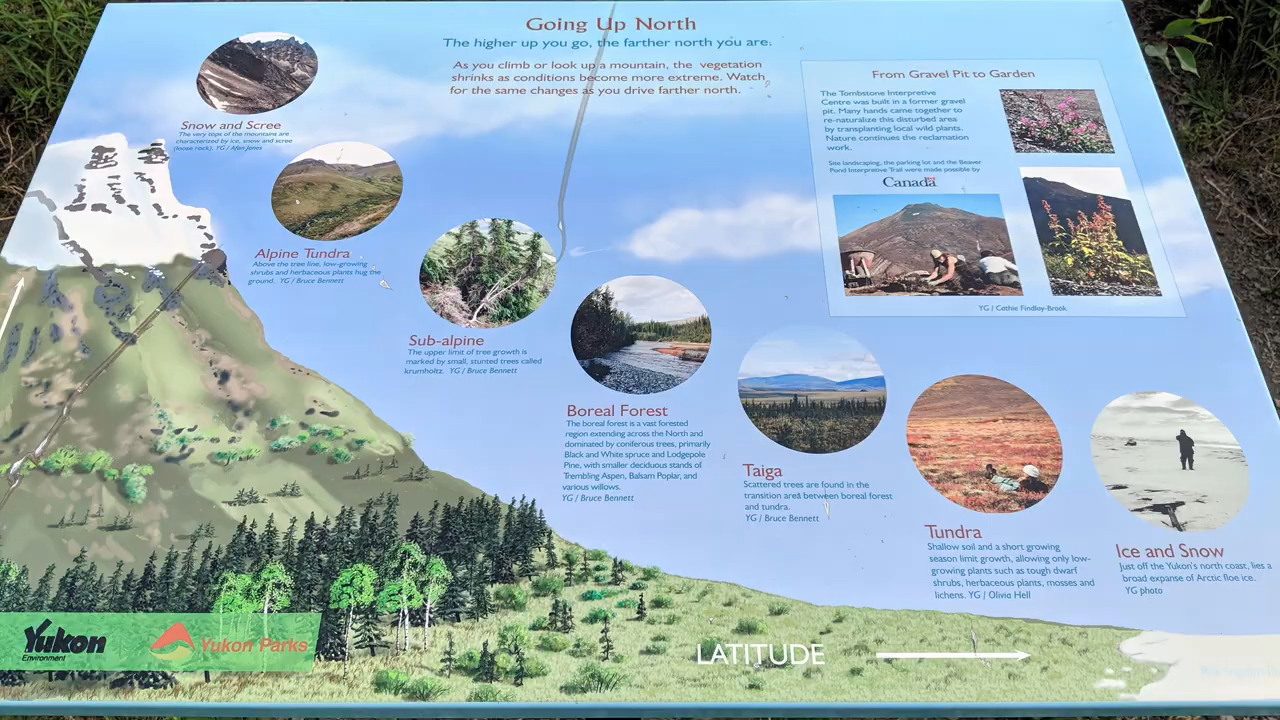 Going Up North
The higher up you go, the farther north you are.
As you climb or look up a mountain, the vegetation
shrinks as conditions become more extreme. Watch
for the same changes as you drive farther north.
Snow and Scree
The very tops of the mountains are
characterized by ice, snow and scree
(loose rock). YG / Allan Jones
Alpine Tundra
Above the tree line, low-growing
shrubs and herbaceous plants hug the
ground. YG / Bruce Bennett
Sub-alpine
The upper limit of tree growth is
marked by small, stunted trees called
krumholtz. YG / Bruce Bennett
Boreal Forest
The boreal forest is a vast forested
region extending across the North and
dominated by coniferous trees, primarily
Black and White spruce and Lodgepole
Pine, with smaller deciduous stands of
Trembling Aspen, Balsam Poplar, and
various willows.
YG / Bruce Bennett
Taiga
Scattered trees are found in the
transition area between boreal forest
and tundra.
YG / Bruce Bennett
Tundra
Shallow soil and a short growing
season limit growth, allowing only low-
growing plants such as tough dwarf
shrubs, herbaceous plants, mosses and
lichens. YG / Olivia Hell
Ice and Snow
Just off the Yukon's north coast, lies a
broad expanse of Arctic floe ice.
YG photo
From Gravel Pit to Garden
The Tombstone Interpretive
Centre was built in a former gravel
pit. Many hands came together to
re-naturalize this disturbed area
by transplanting local wild plants.
Nature continues the reclamation
work.
Site landscaping, the parking lot and the Beaver
Pond Interpretive Trail were made possible by
Canada
YG / Cathie Findlay-Brook
Yukon
Environment
Yukon Parks
LATITUDE